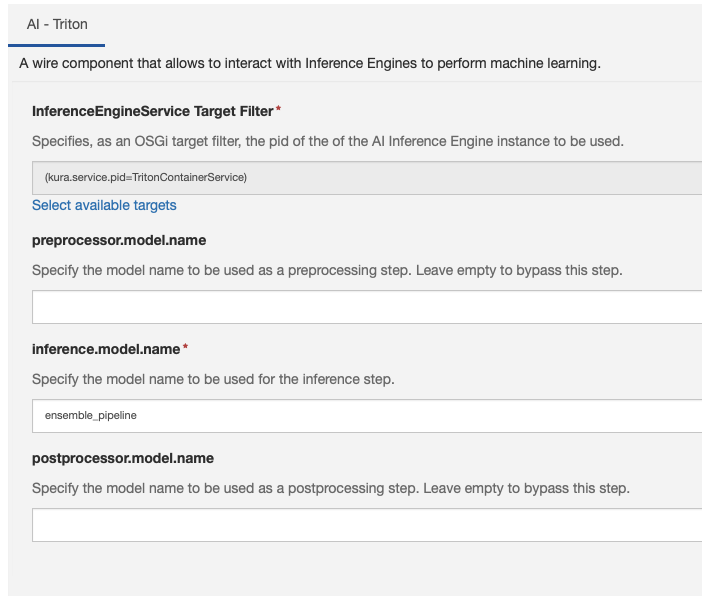 AI - Triton
A wire component that allows to interact with Inference Engines to perform machine learning.
InferenceEngineService Target Filter*
Specifies, as an OSGi target filter, the pid of the of the AI Inference Engine instance to be used.
(kura.service.pid=TritonContainerService)
Select available targets
preprocessor.model.name
Specify the model name to be used as a preprocessing step. Leave empty to bypass this step.
inference.model.name*
Specify the model name to be used for the inference step.
ensemble_pipeline
postprocessor.model.name
Specify the model name to be used as a postprocessing step. Leave empty to bypass this step.